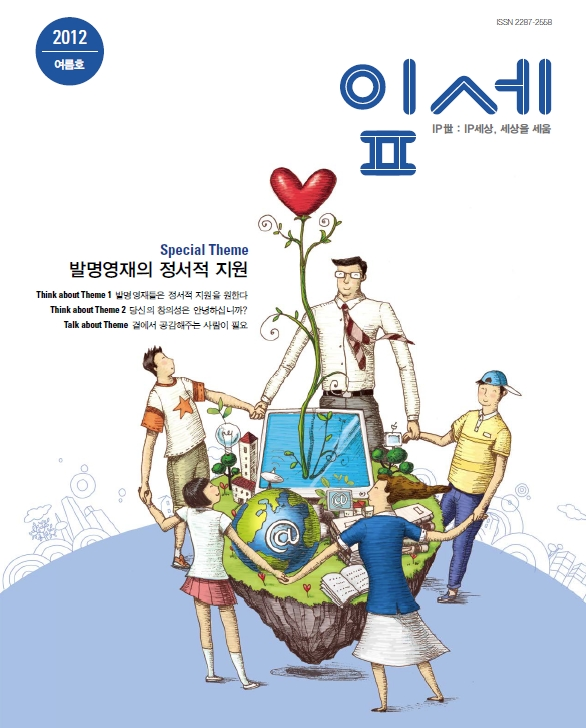 2012
여름호
ISSN 2287-2558
입세
IP世 : IP세상, 세상을 세움
Special Theme
발명영재의 정서적 지원
Think about Theme 1 발명영재들은 정서적 지원을 원한다
Think about Theme 2 당신의 창의성은 안녕하십니까?
Talk about Theme 곁에서 공감해주는 사람이 필요
@
@